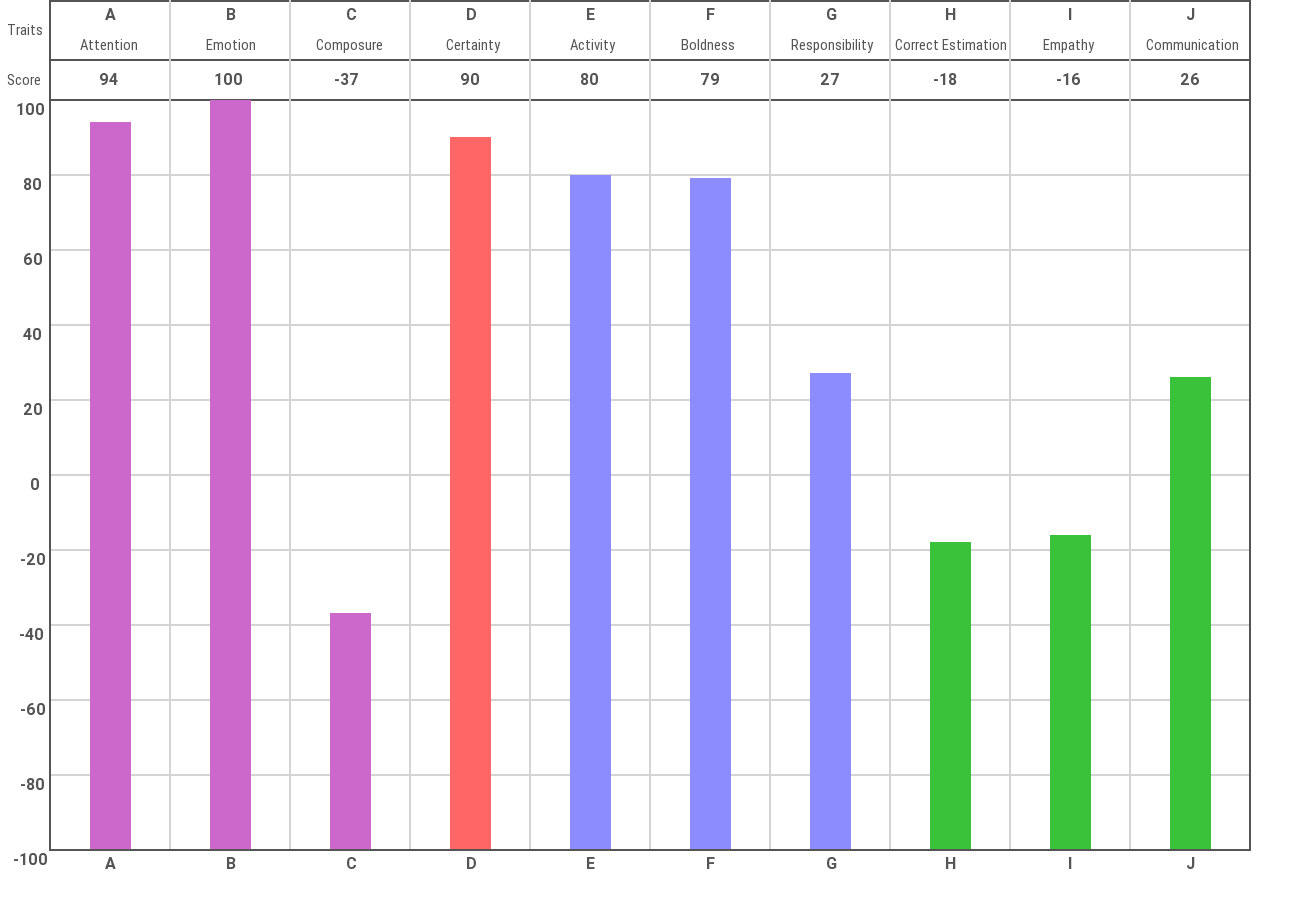 A B C D E F G H I J
Traits
Attention Emotion Composure Certainty Activity Boldness Responsibility Correct Estimation Empathy Communication
Score 94 100 -37 90 80 79 27 -18 -16 26
100
80
60
40
20
0
-20
-40
-60
-80
-100
A B C D E F G H I J